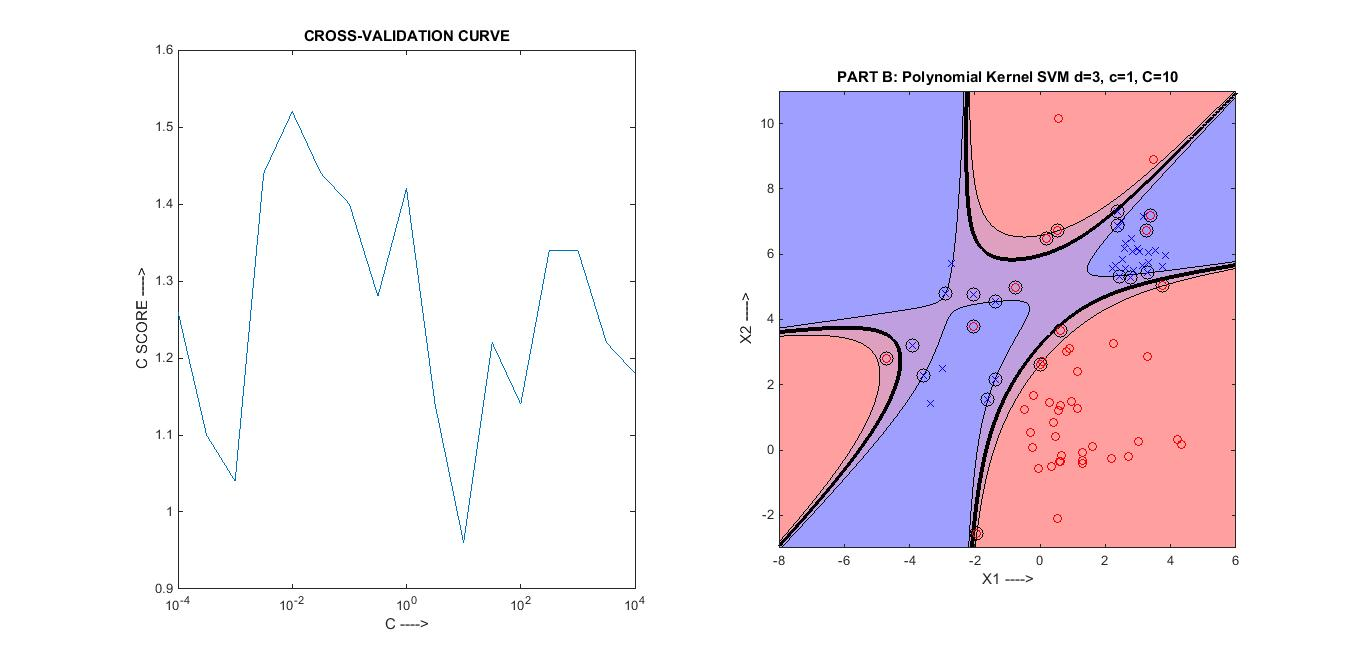 CROSS-VALIDATION CURVE
1.6
1.5
1.4
1.3
1.2
1.1
1
0.9
C SCORE ---->
10^-4 10^-2 10^0 10^2 10^4
C ---->
PART B: Polynomial Kernel SVM d=3, c=1, C=10
10
8
6
4
2
0
-2
X2 ---->
-8 -6 -4 -2 0 2 4 6
X1 ---->